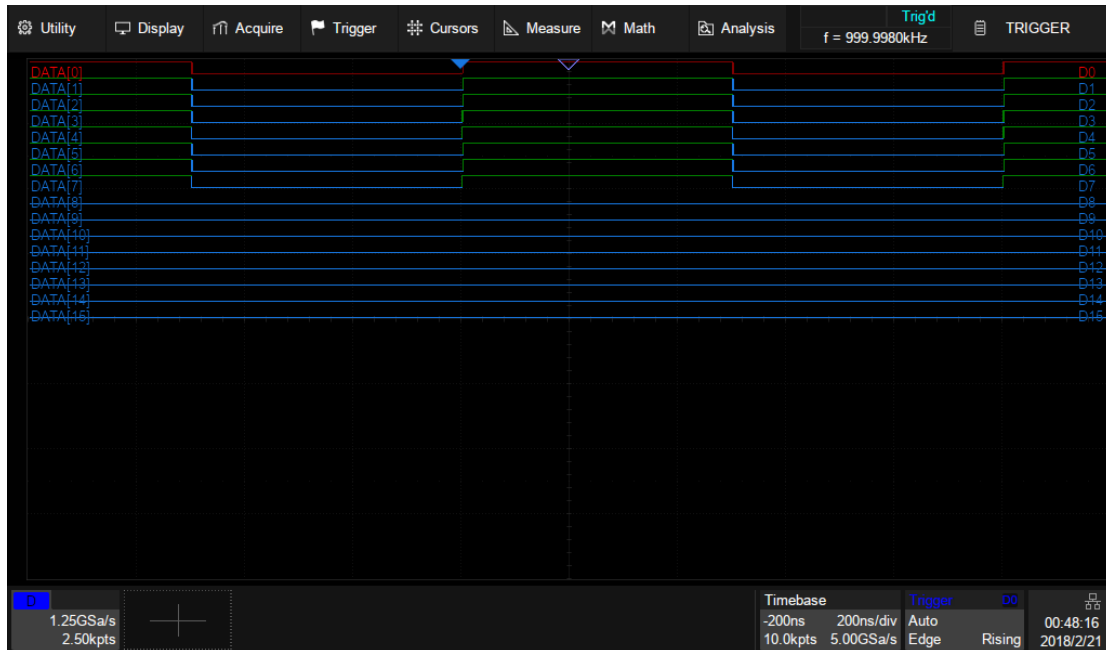 Utility Display Acquire Trigger Cursors Measure Math Analysis Trig'd TRIGGER
f = 999.9980kHz
DATA[0] D0
DATA[1] D1
DATA[2] D2
DATA[3] D3
DATA[4] D4
DATA[5] D5
DATA[6] D6
DATA[7] D7
DATA[8] D8
DATA[9] D9
DATA[10] D10
DATA[11] D11
DATA[12] D12
DATA[13] D13
DATA[14] D14
DATA[15] D15
D Timebase Trigger D0
1.25GSa/s -200ns 200ns/div Auto 00:48:16
2.50kpts 10.0kpts 5.00GSa/s Edge Rising 2018/2/21